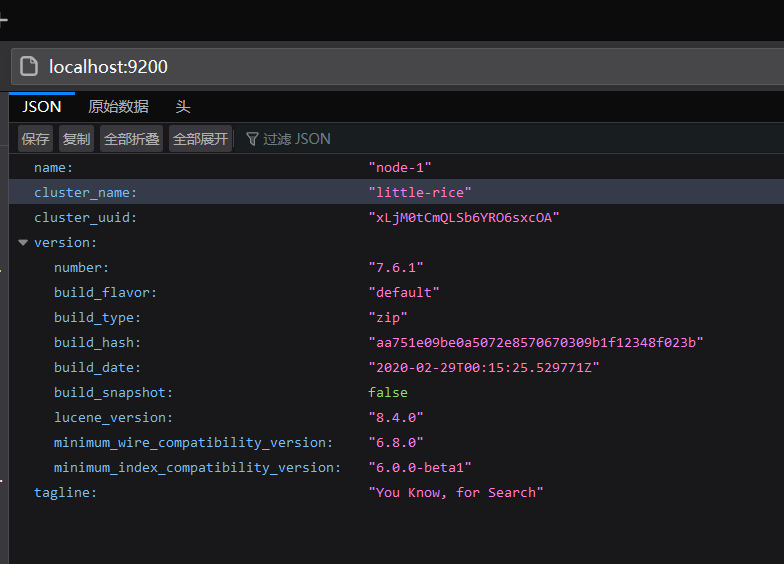 localhost:9200
JSON 原始数据 头
保存 复制 全部折叠 全部展开 过滤 JSON
name: "node-1"
cluster_name: "little-rice"
cluster_uuid: "xLjM0tCmQLSb6YRO6sxcOA"
version:
number: "7.6.1"
build_flavor: "default"
build_type: "zip"
build_hash: "aa751e09be0a5072e8570670309b1f12348f023b"
build_date: "2020-02-29T00:15:25.529771Z"
build_snapshot: false
lucene_version: "8.4.0"
minimum_wire_compatibility_version: "6.8.0"
minimum_index_compatibility_version: "6.0.0-beta1"
tagline: "You Know, for Search"